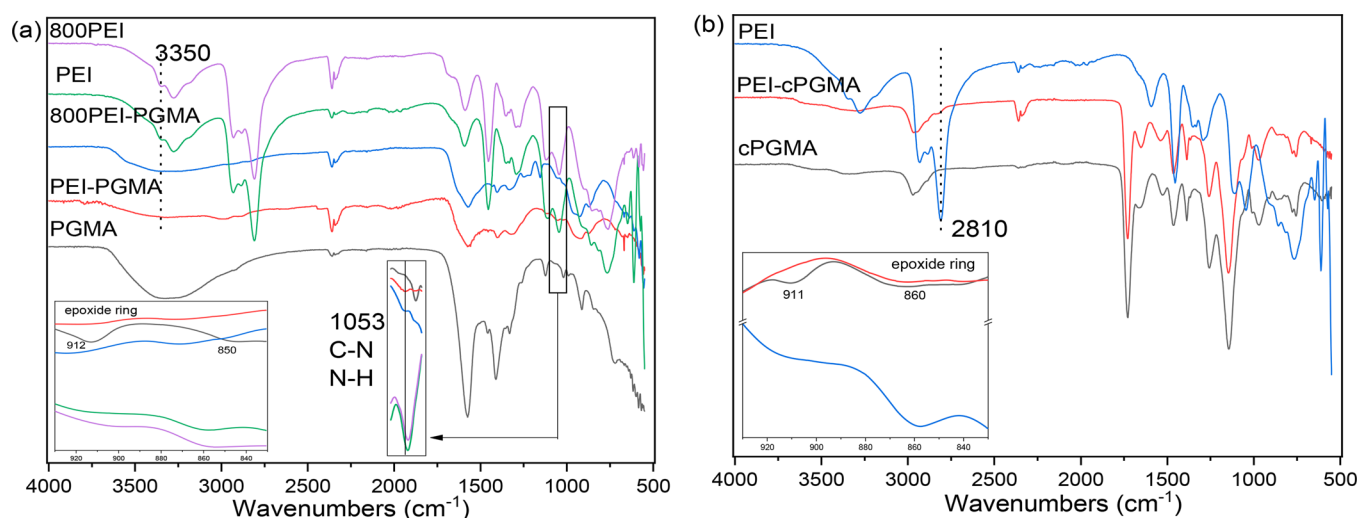 (a)
800PEI
3350
PEI
800PEI-PGMA
PEI-PGMA
PGMA
epoxide ring
912
850
920 900 880 860 840
1053
C-N
N-H
4000 3500 3000 2500 2000 1500 1000 500
Wavenumbers (cm⁻¹)
(b)
PEI
PEI-cPGMA
cPGMA
2810
epoxide ring
911
860
920 900 880 860 840
4000 3500 3000 2500 2000 1500 1000 500
Wavenumbers (cm⁻¹)